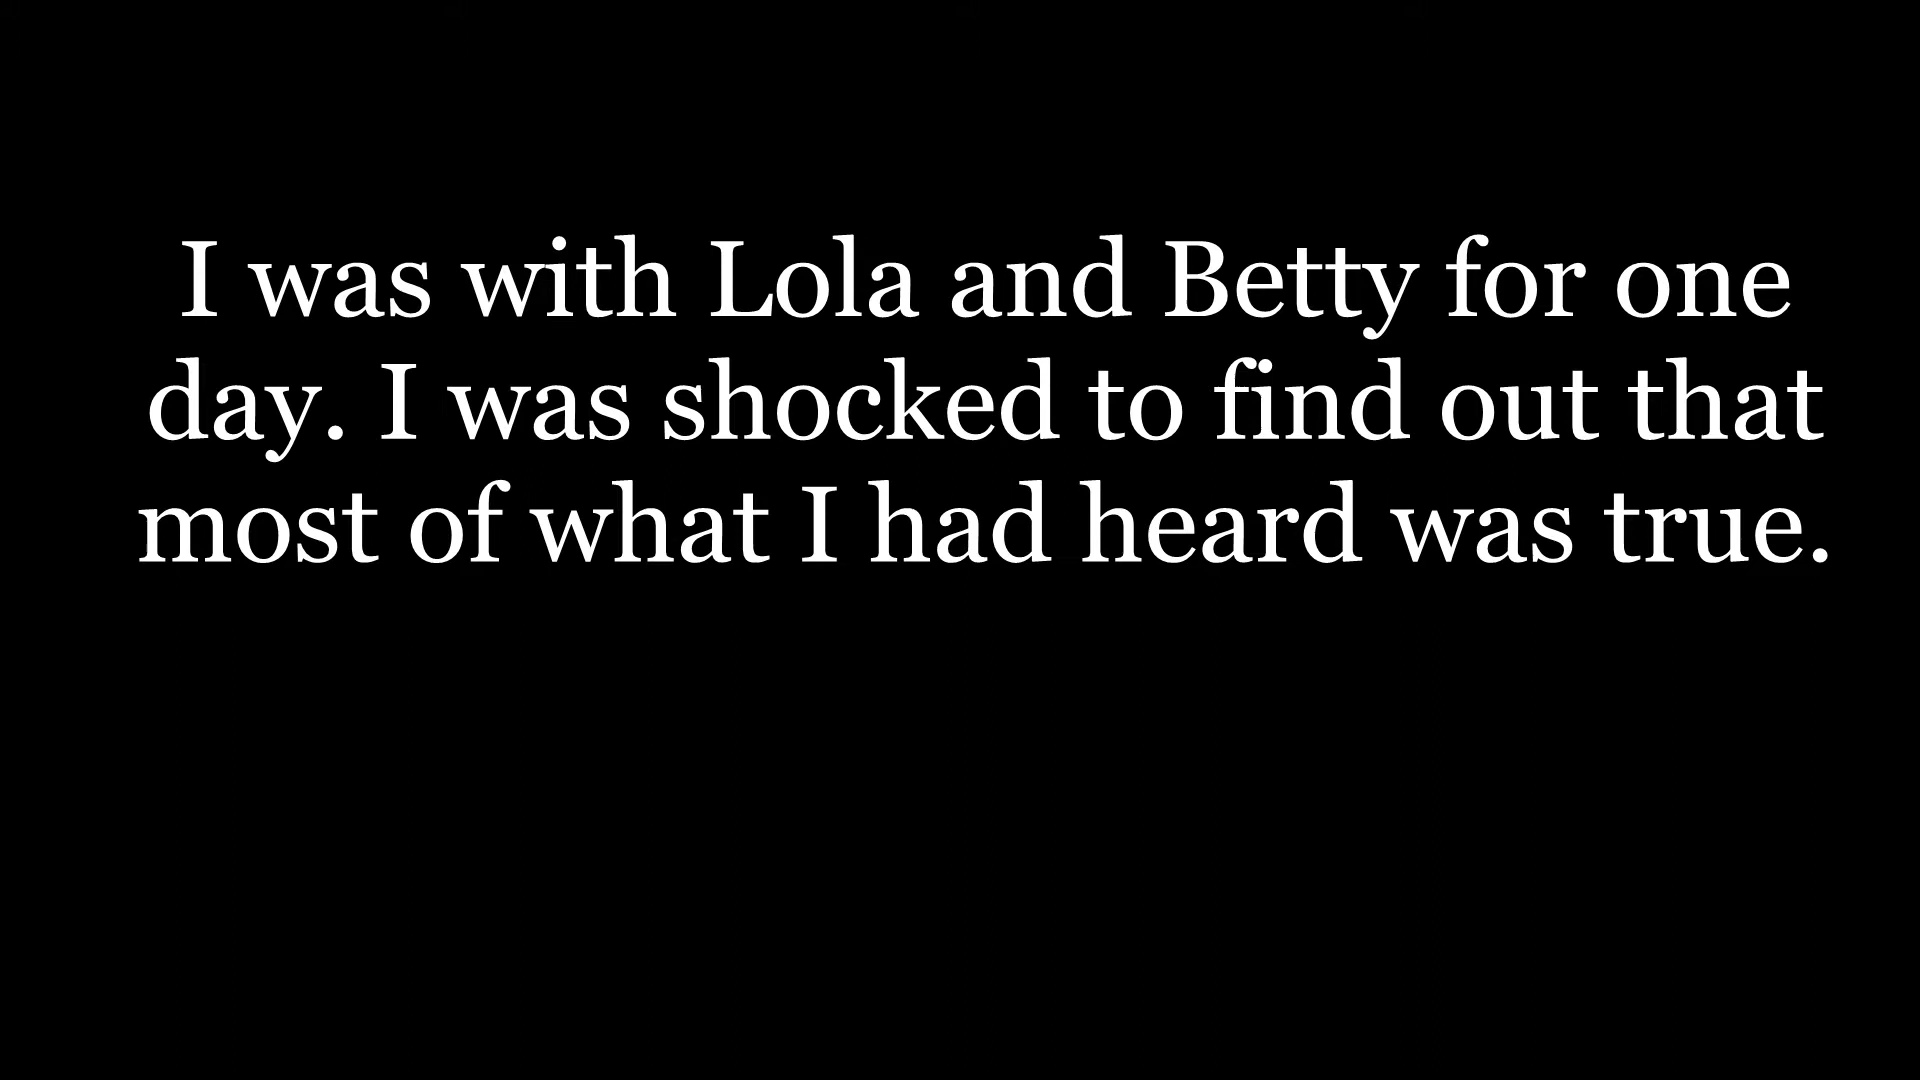 I was with Lola and Betty for one
day. I was shocked to find out that
most of what I had heard was true.